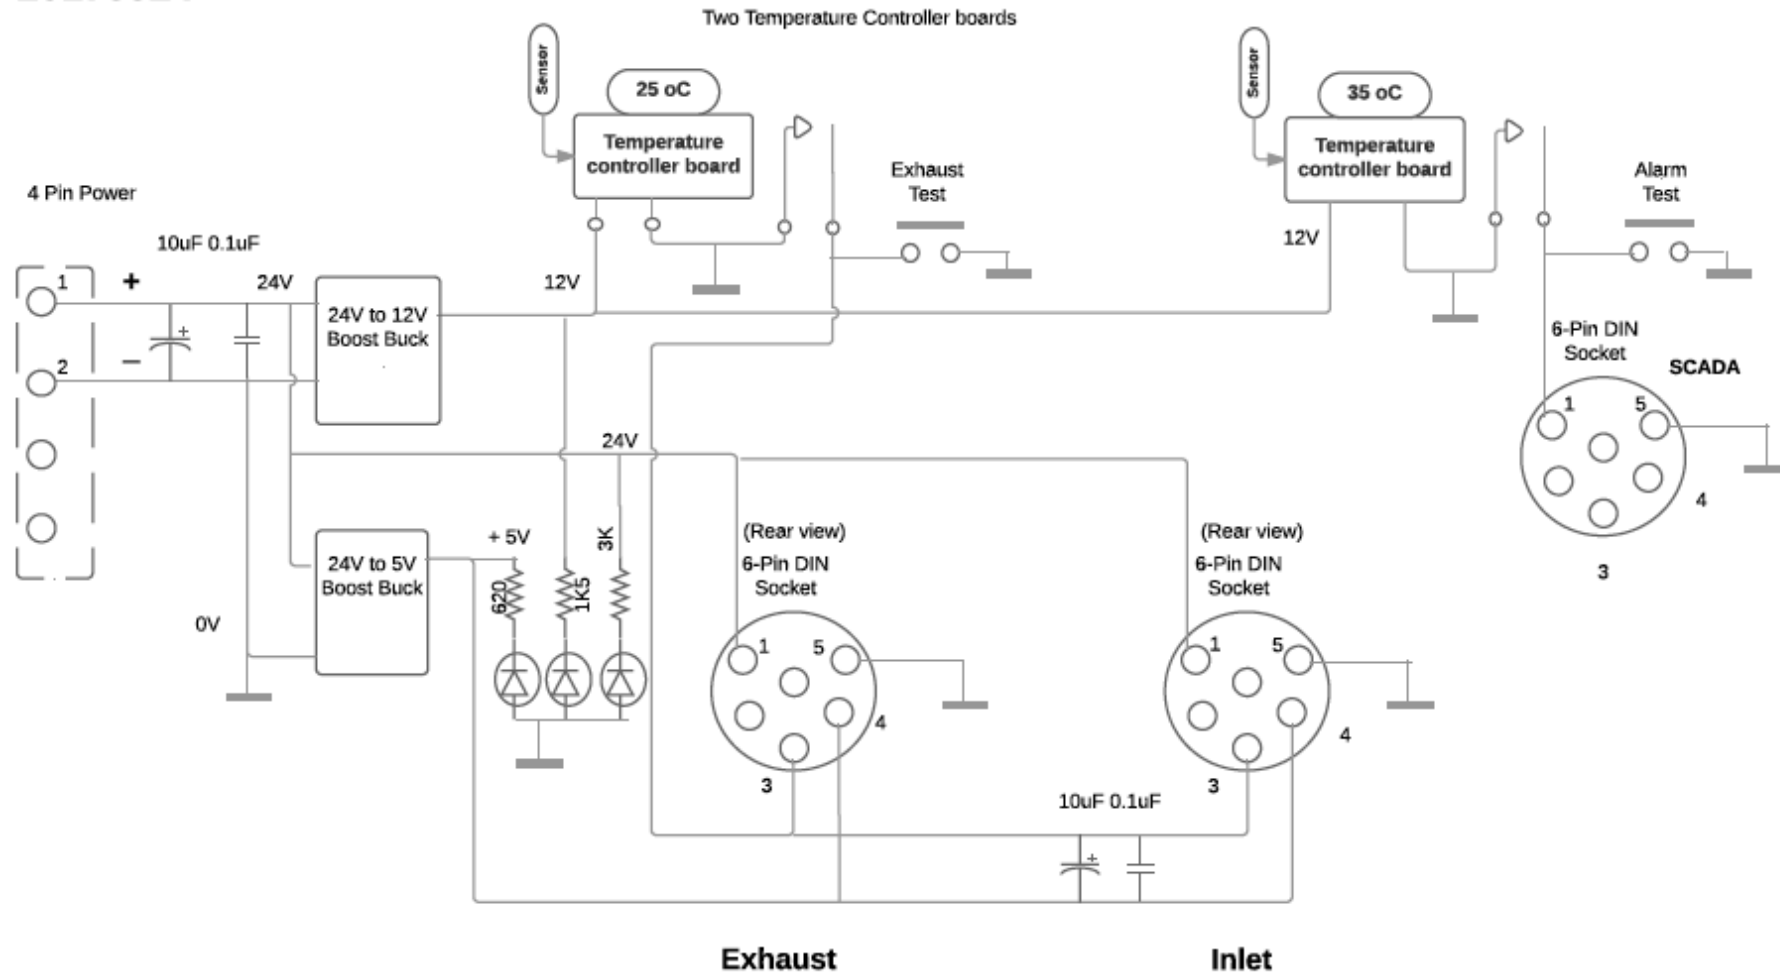 Two Temperature Controller boards
Sensor
25 oC
Temperature
controller board
Sensor
35 oC
Temperature
controller board
Exhaust
Test
Alarm
Test
4 Pin Power
10uF 0.1uF
1
+
24V
24V to 12V
Boost Buck
12V
12V
2
−
6-Pin DIN
Socket
SCADA
1
5
4
3
24V
+ 5V
3K
620
1K5
24V to 5V
Boost Buck
0V
(Rear view)
6-Pin DIN
Socket
1
5
4
3
(Rear view)
6-Pin DIN
Socket
1
5
4
3
10uF 0.1uF
+
+
Exhaust
Inlet